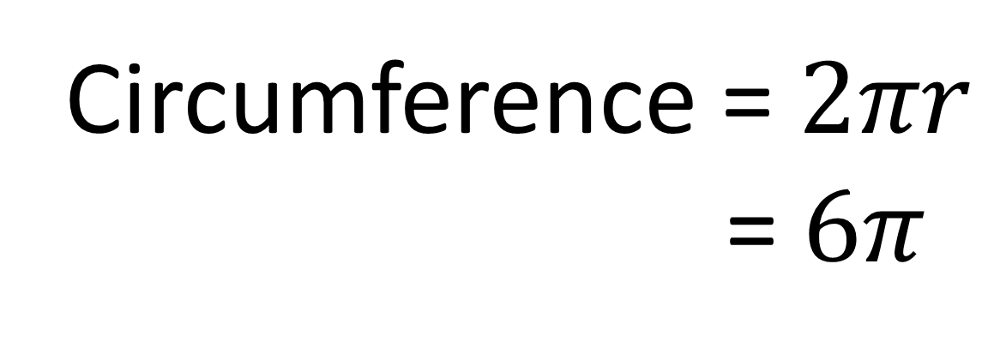 Circumference = 2πr
= 6π